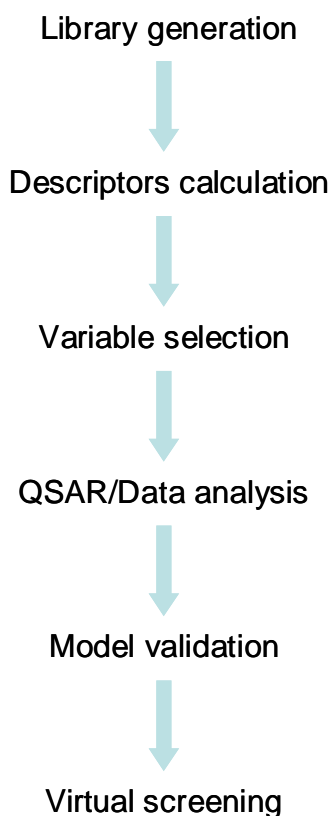 Library generation
Descriptors calculation
Variable selection
QSAR/Data analysis
Model validation
Virtual screening